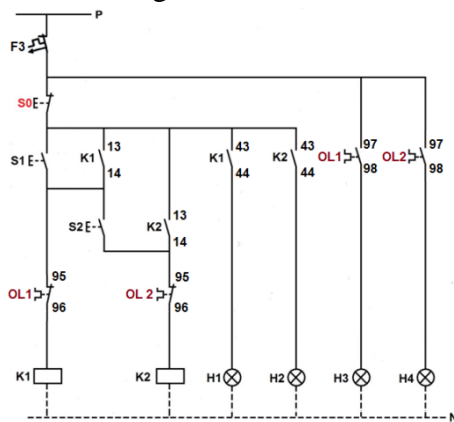 P
F3
S0
S1
K1 13
14
K1 43
44
K2 43
44
OL1 97
98
OL2 97
98
S2
K2 13
14
OL1 95
96
OL 2 95
96
K1
K2
H1
H2
H3
H4
N